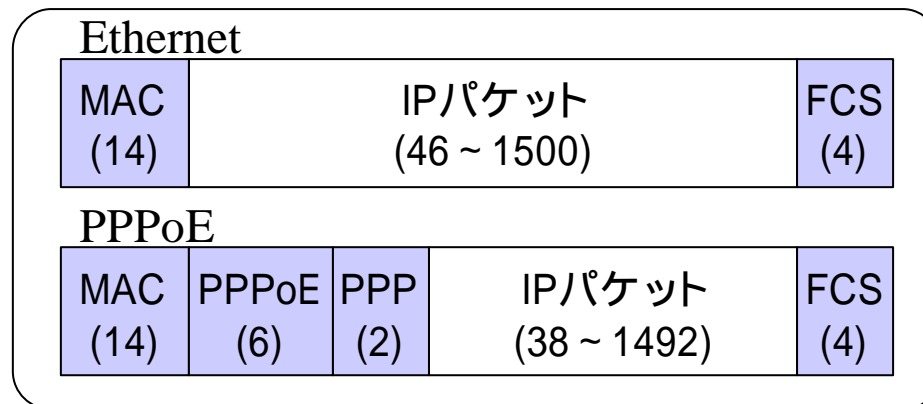 Ethernet
MAC IPパケット FCS
(14) (46 ~ 1500) (4)
PPPoE
MAC PPPoE PPP IPパケット FCS
(14) (6) (2) (38 ~ 1492) (4)